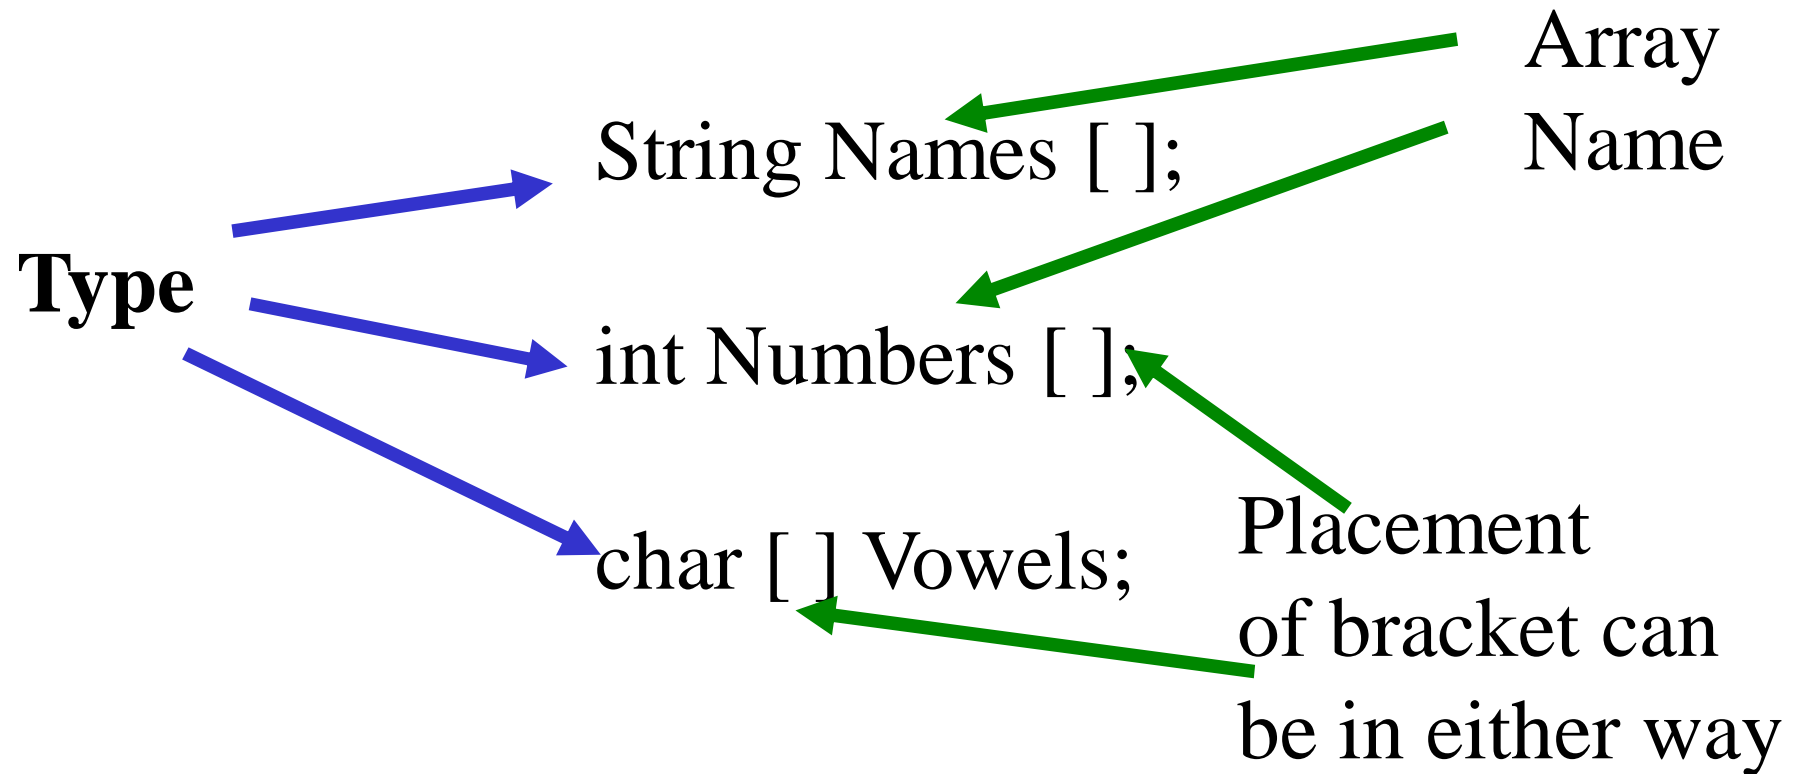 Array
Name
String Names [ ];
Type
int Numbers [ ];
char [ ] Vowels;
Placement
of bracket can
be in either way